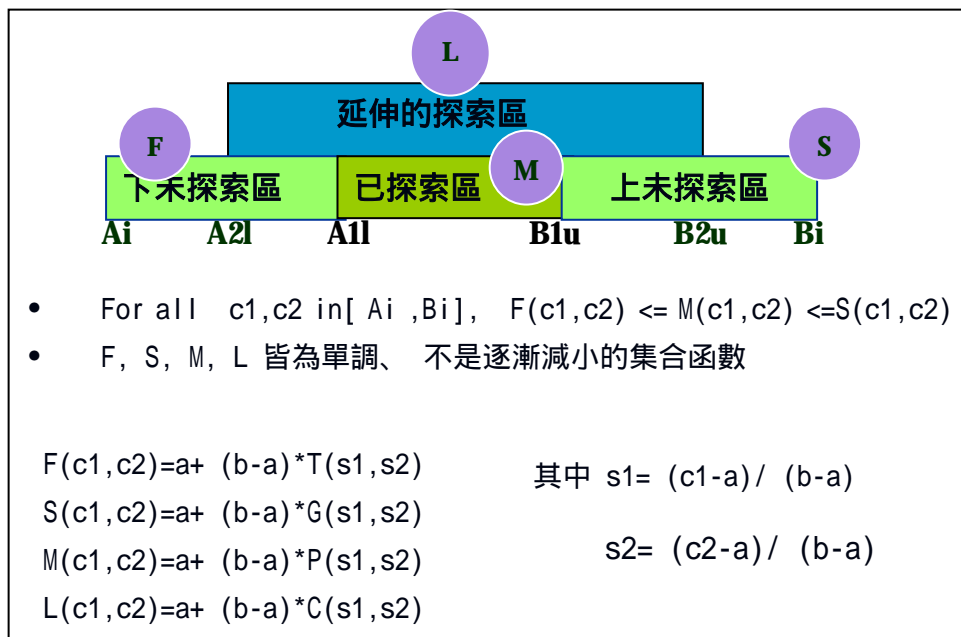 L
延伸的探索區
F
M
S
下未探索區 已探索區 上未探索區
Ai A2l A1l B1u B2u Bi
• For all c1,c2 in[ Ai ,Bi], F(c1,c2) <= M(c1,c2) <=S(c1,c2)
• F, S, M, L 皆為單調、 不是逐漸減小的集合函數
F(c1,c2)=a+ (b-a)*T(s1,s2)
其中 s1= (c1-a)/ (b-a)
S(c1,c2)=a+ (b-a)*G(s1,s2)
s2= (c2-a)/ (b-a)
M(c1,c2)=a+ (b-a)*P(s1,s2)
L(c1,c2)=a+ (b-a)*C(s1,s2)